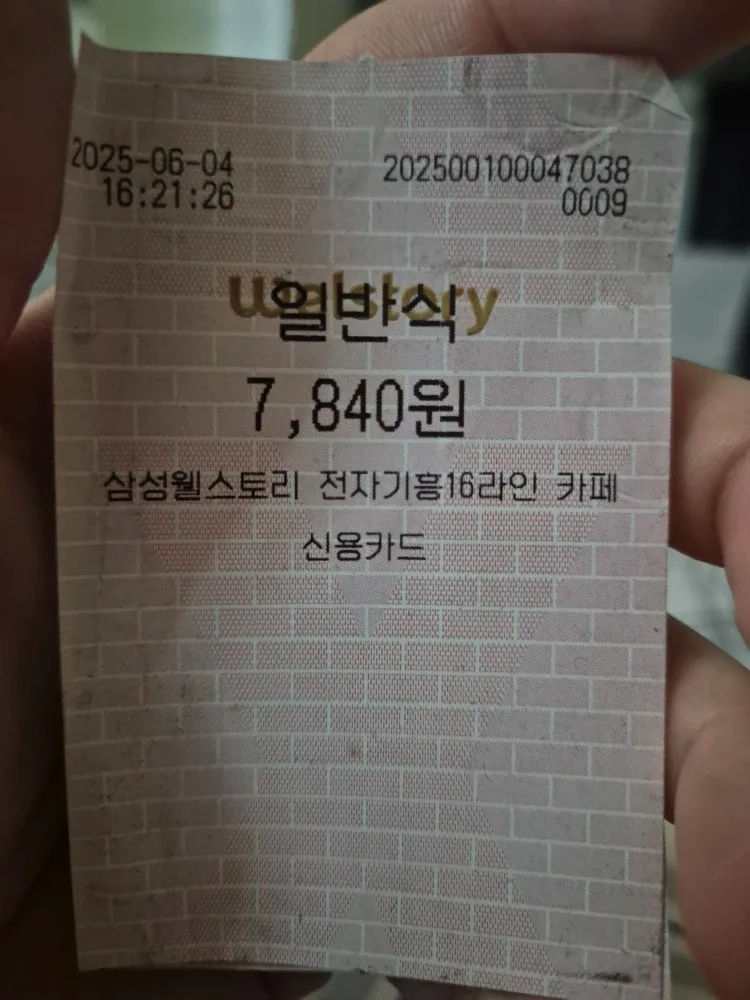 2025-06-04 202500100047038
16:21:26 0009
welstory
일반식
7,840원
삼성웰스토리 전자기흥16라인 카페
신용카드